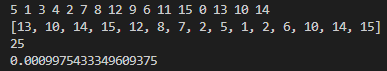 5 1 3 4 2 7 8 12 9 6 11 15 0 13 10 14
[13, 10, 14, 15, 12, 8, 7, 2, 5, 1, 2, 6, 10, 14, 15]
25
0.0009975433349609375